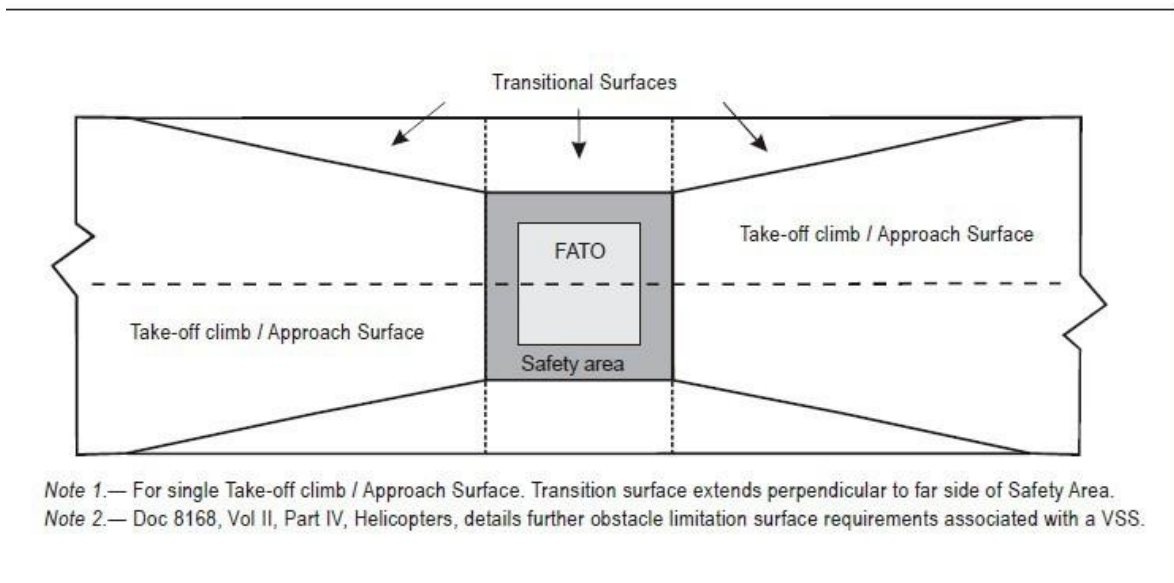 Transitional Surfaces
Take-off climb / Approach Surface
FATO
Take-off climb / Approach Surface
Safety area
Note 1.— For single Take-off climb / Approach Surface. Transition surface extends perpendicular to far side of Safety Area.
Note 2.— Doc 8168, Vol II, Part IV, Helicopters, details further obstacle limitation surface requirements associated with a VSS.